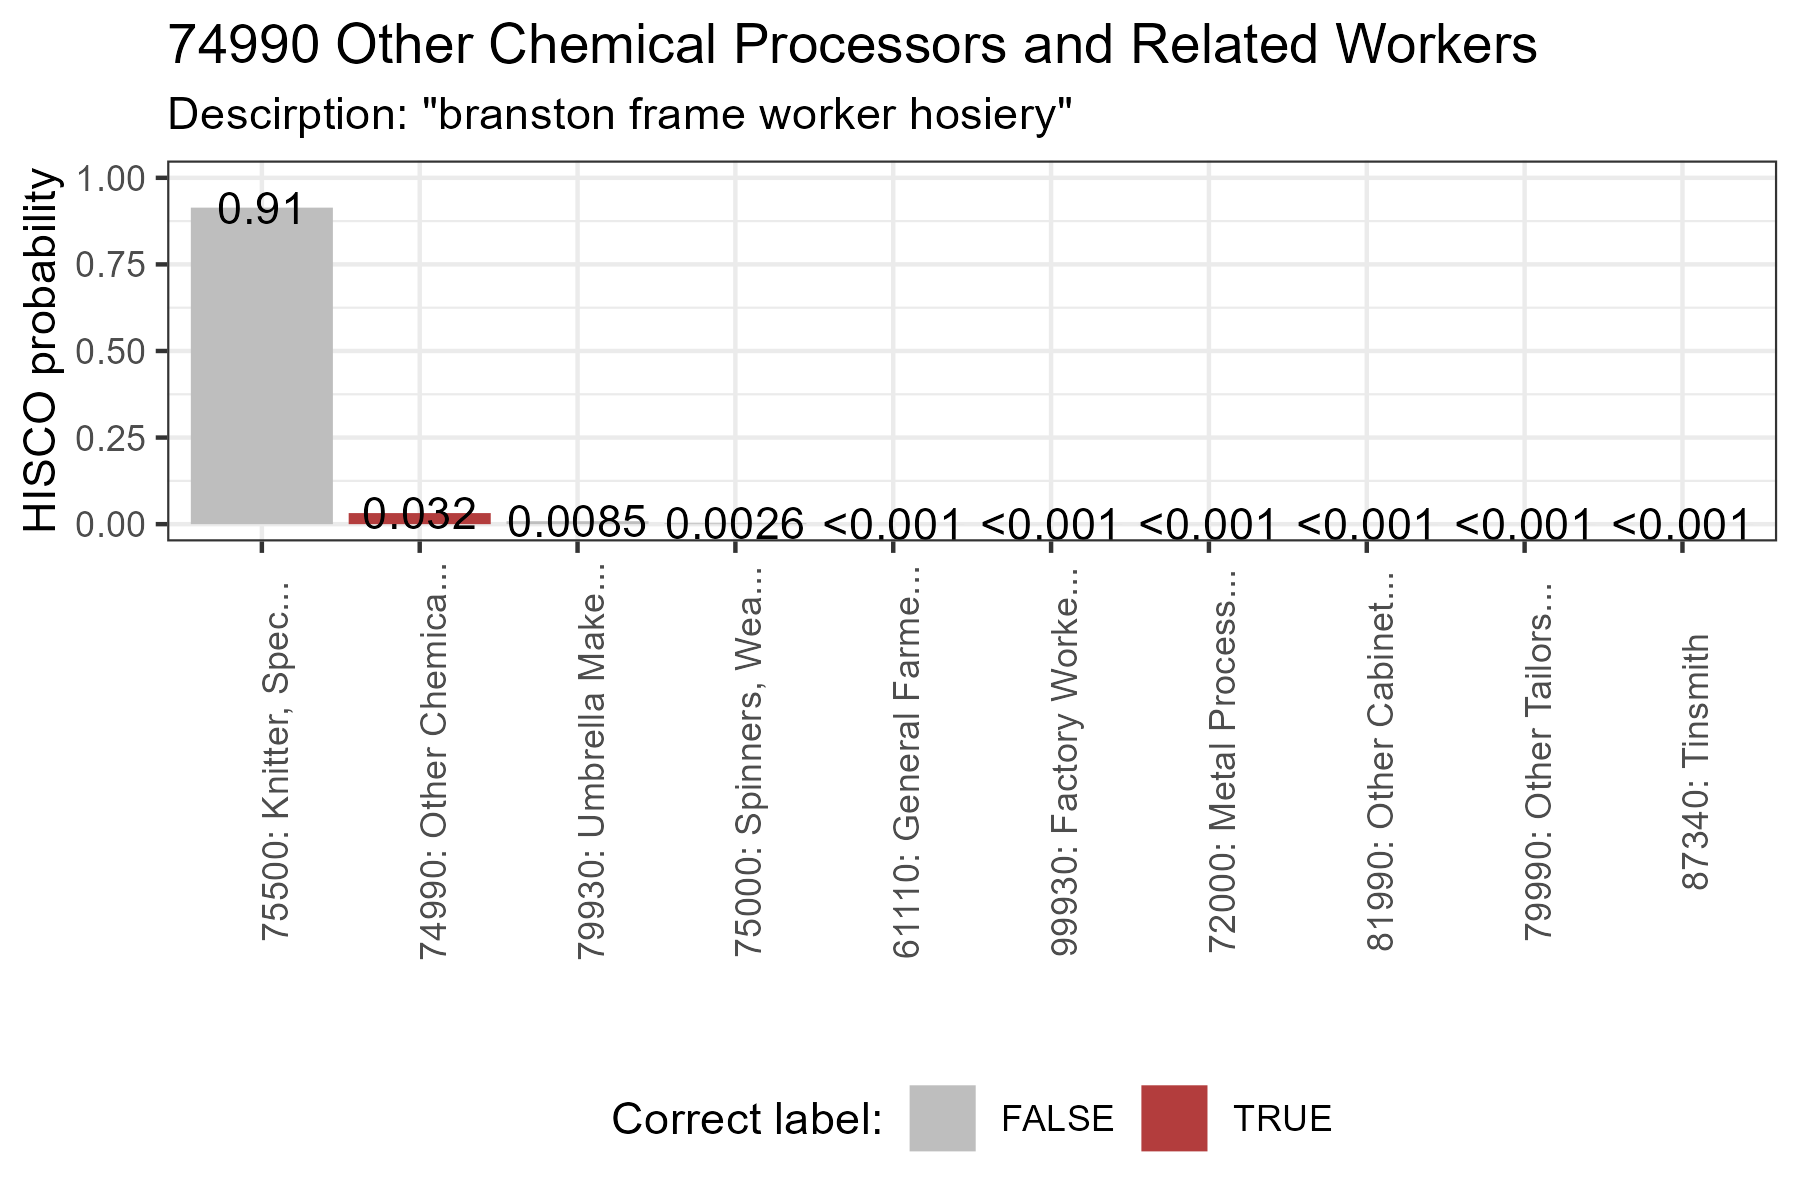 74990 Other Chemical Processors and Related Workers
Descirption: "branston frame worker hosiery"
HISCO probability
1.00
0.75
0.50
0.25
0.00
0.91
0.032
0.0085
0.0026
<0.001
<0.001
<0.001
<0.001
<0.001
<0.001
75500: Knitter, Spec...
74990: Other Chemica...
79930: Umbrella Make...
75000: Spinners, Wea...
61110: General Farme...
99930: Factory Worke...
72000: Metal Process...
81990: Other Cabinet...
79990: Other Tailors...
87340: Tinsmith
Correct label: FALSE TRUE